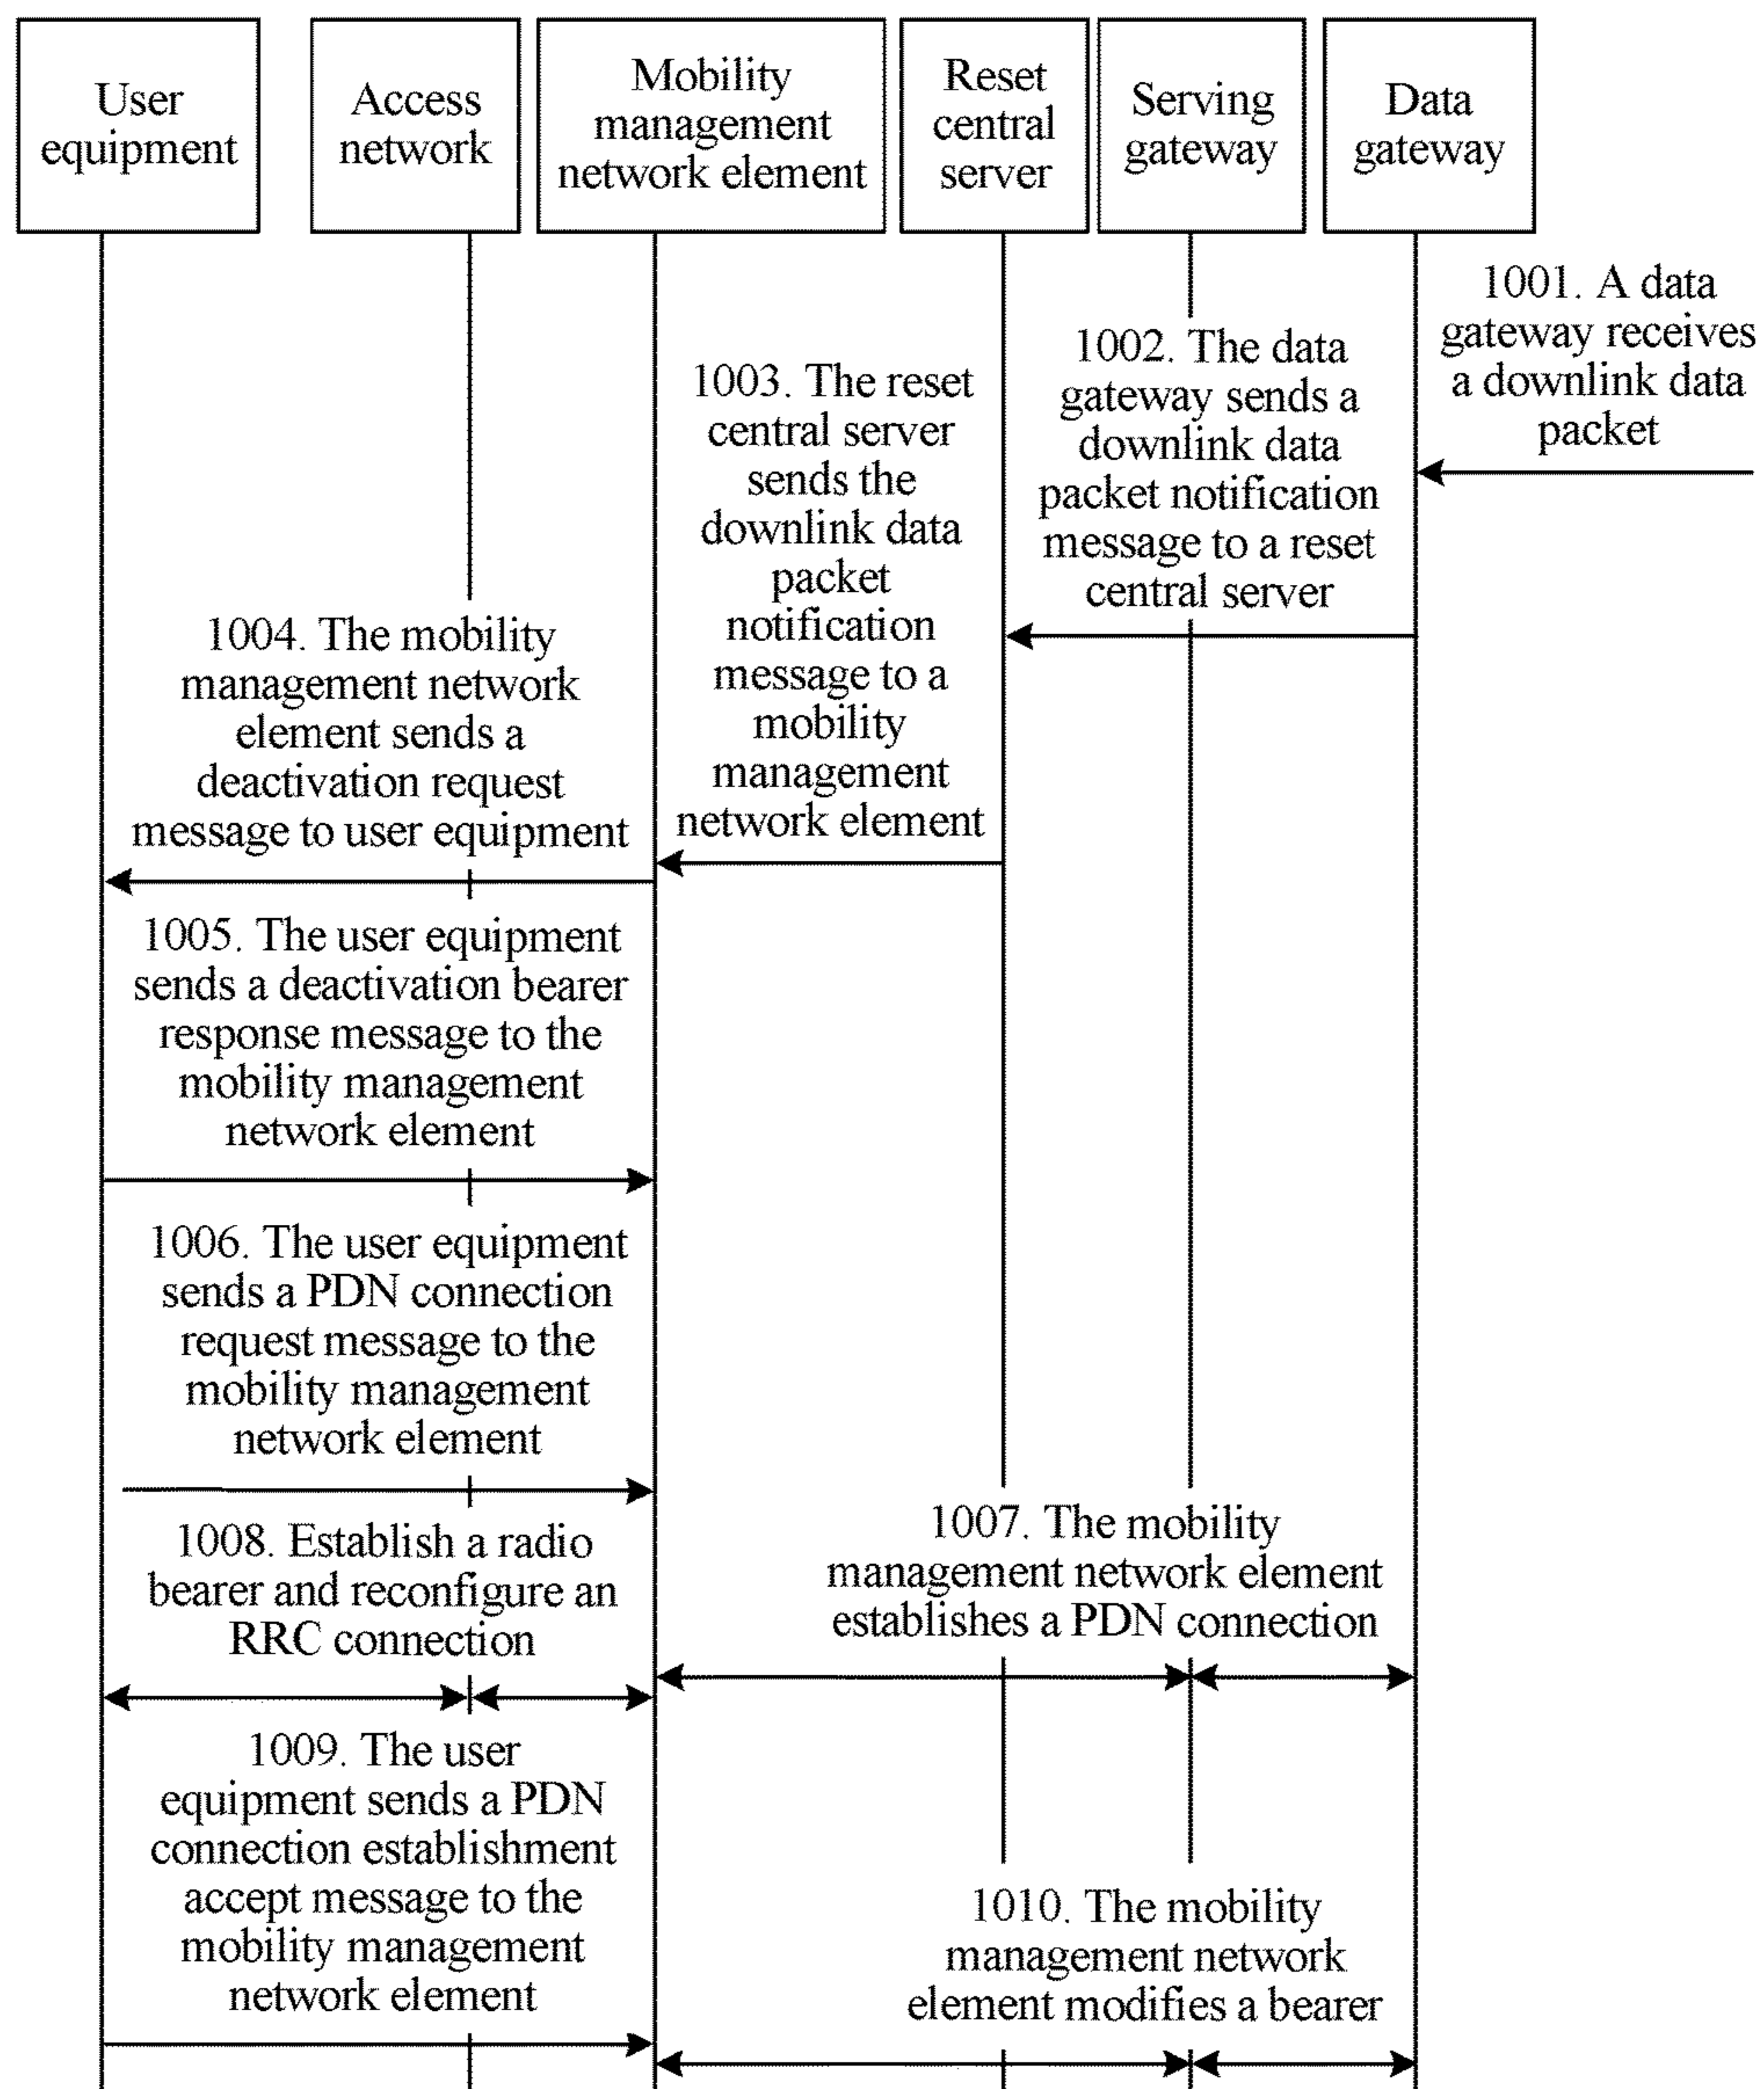 User
equipment
Access
network
Mobility
management
network element
Reset
central
server
Serving
gateway
Data
gateway
1001. A data
gateway receives
a downlink data
packet
1002. The data
gateway sends a
downlink data
packet notification
message to a reset
central server
1003. The reset
central server
sends the
downlink data
packet
notification
message to a
mobility
management
network element
1004. The mobility
management network
element sends a
deactivation request
message to user equipment
1005. The user equipment
sends a deactivation bearer
response message to the
mobility management
network element
1006. The user equipment
sends a PDN connection
request message to the
mobility management
network element
1007. The mobility
management network element
establishes a PDN connection
1008. Establish a radio
bearer and reconfigure an
RRC connection
1009. The user
equipment sends a PDN
connection establishment
accept message to the
mobility management
network element
1010. The mobility
management network
element modifies a bearer